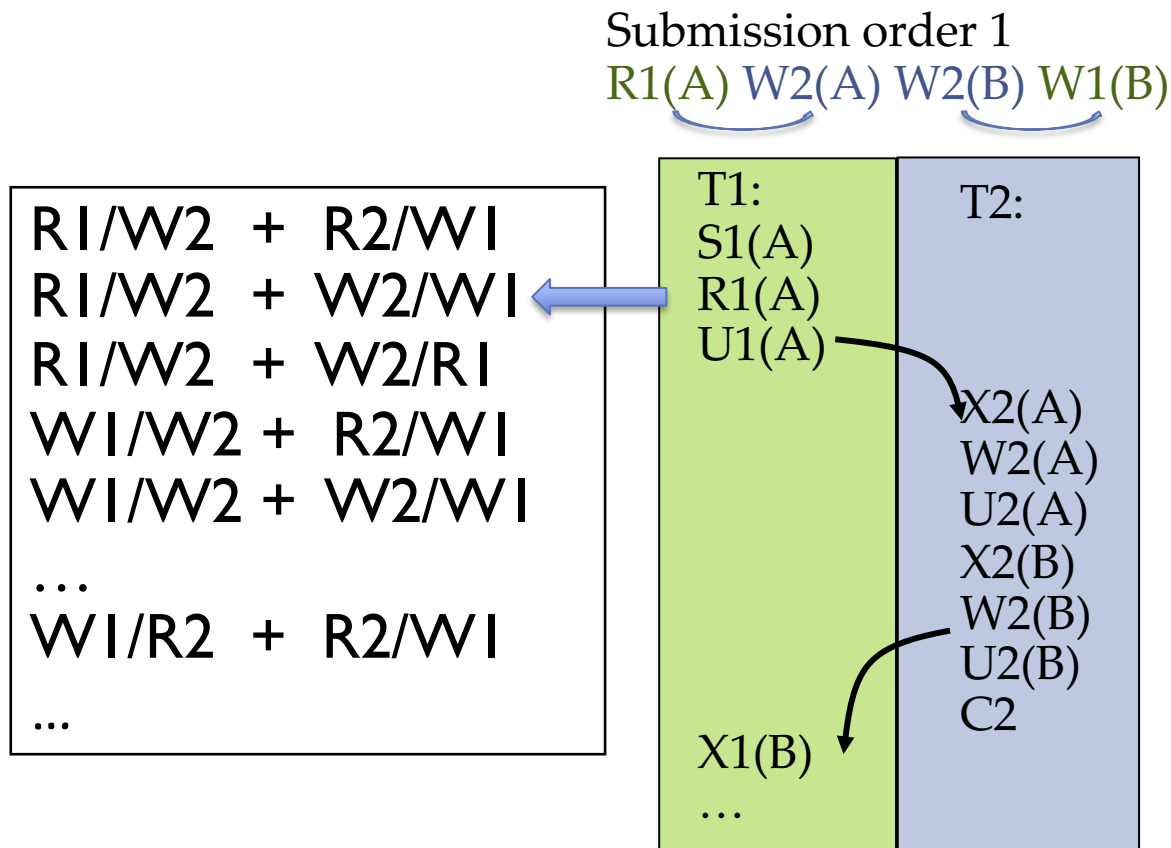 Submission order 1
R1(A) W2(A) W2(B) W1(B)
R1/W2 + R2/W1
R1/W2 + W2/W1
R1/W2 + W2/R1
W1/W2 + R2/W1
W1/W2 + W2/W1
...
W1/R2 + R2/W1
...
T1:
S1(A)
R1(A)
U1(A)
X1(B)
...
T2:
X2(A)
W2(A)
U2(A)
X2(B)
W2(B)
U2(B)
C2